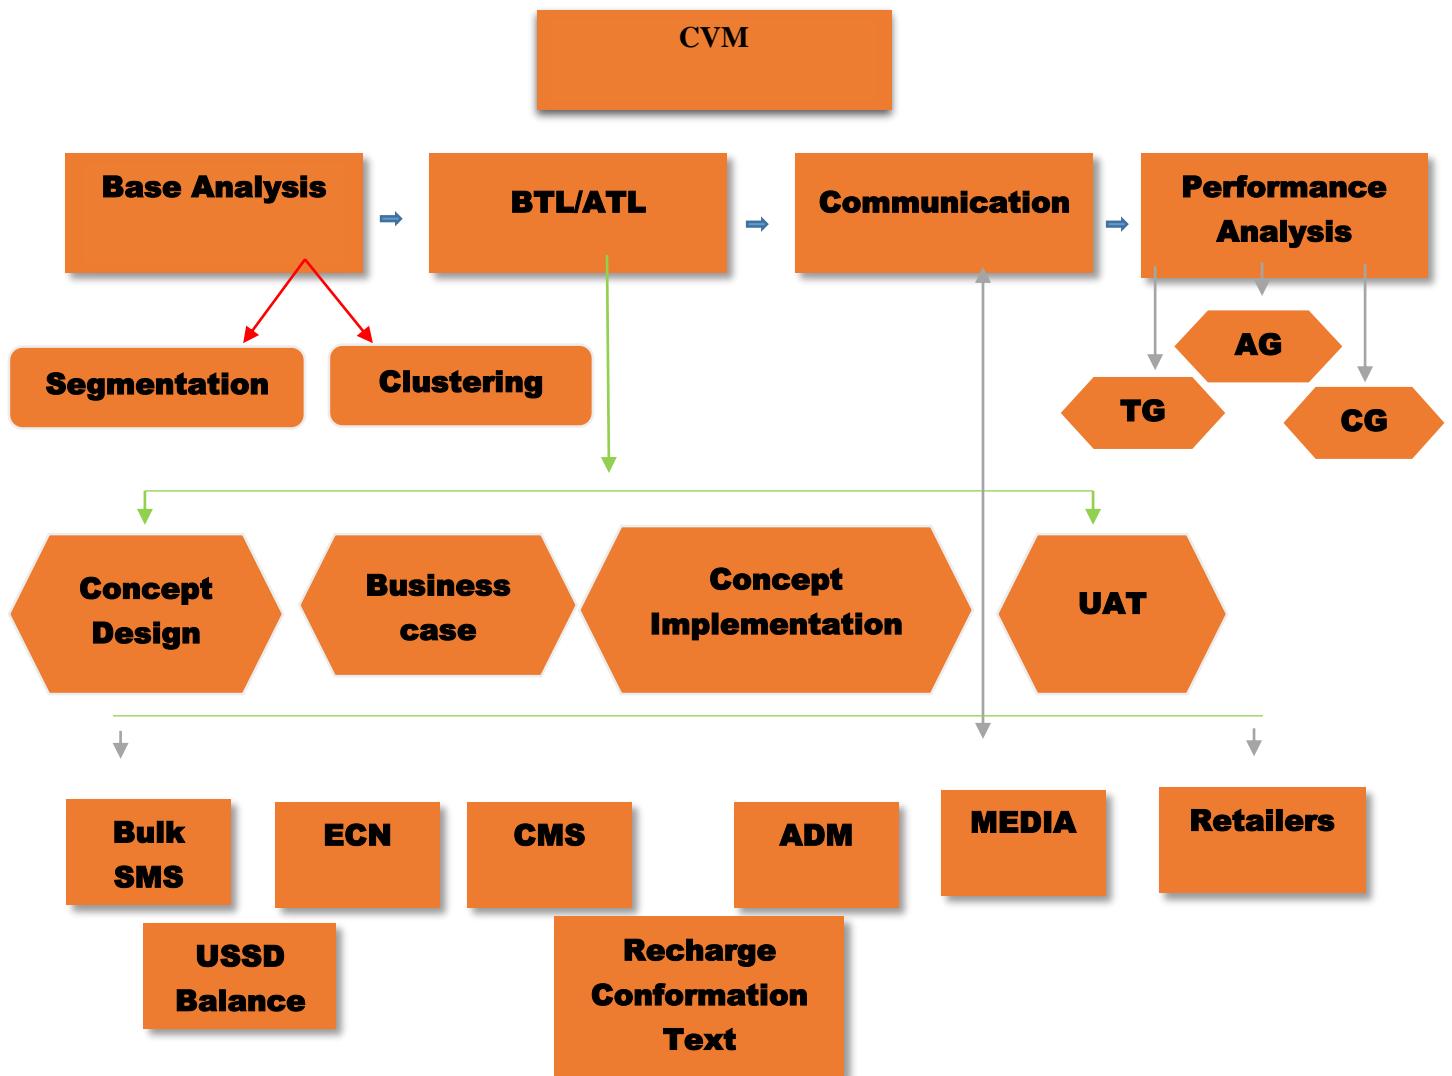 CVM
Base Analysis
BTL/ATL
Communication
Performance
Analysis
Segmentation
Clustering
AG
TG
CG
Concept
Design
Business
case
Concept
Implementation
UAT
Bulk
SMS
ECN
CMS
ADM
MEDIA
Retailers
USSD
Balance
Recharge
Conformation
Text